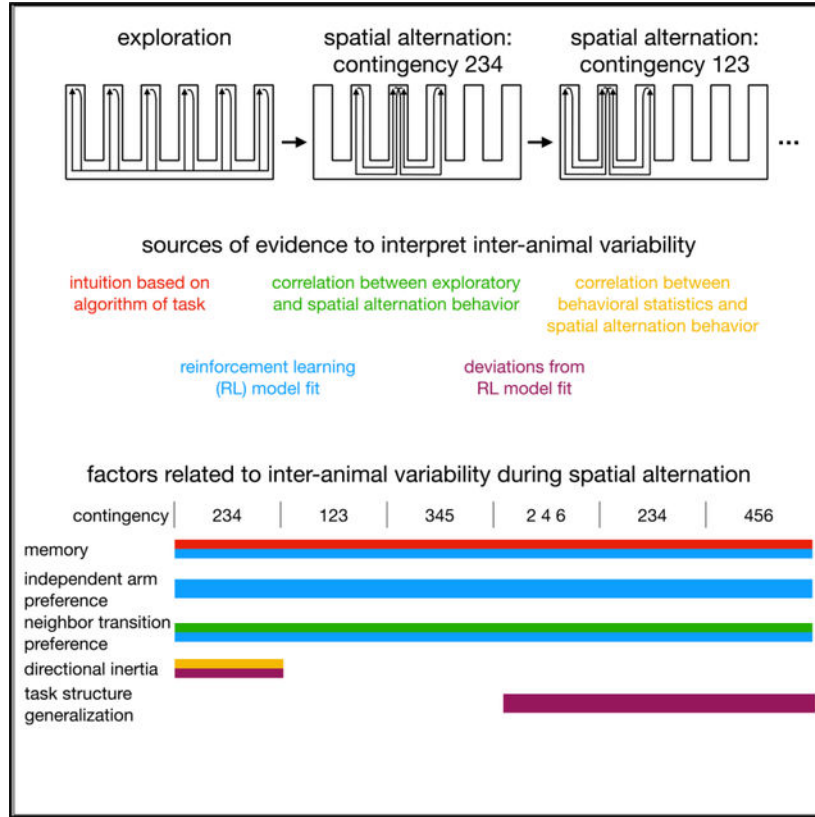 exploration
spatial alternation:
contingency 234
spatial alternation:
contingency 123
...
sources of evidence to interpret inter-animal variability
intuition based on
algorithm of task
correlation between exploratory
and spatial alternation behavior
correlation between
behavioral statistics and
spatial alternation behavior
reinforcement learning
(RL) model fit
deviations from
RL model fit
factors related to inter-animal variability during spatial alternation
contingency 234 123 345 2 4 6 234 456
memory
independent arm
preference
neighbor transition
preference
directional inertia
task structure
generalization